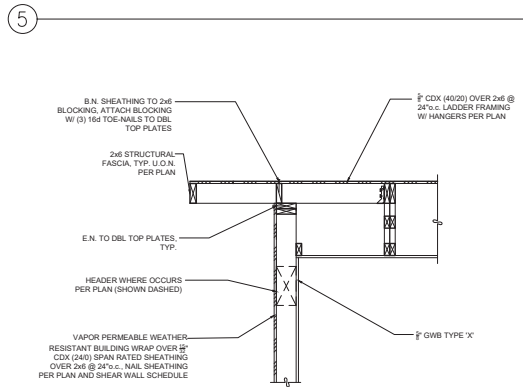 5
B.N. SHEATHING TO 2x6
BLOCKING, ATTACH BLOCKING
W/ (3) 16d TOE-NAILS TO DBL
TOP PLATES
2x6 STRUCTURAL
FASCIA, TYP. U.O.N.
PER PLAN
E.N. TO DBL TOP PLATES,
TYP.
HEADER WHERE OCCURS
PER PLAN (SHOWN DASHED)
VAPOR PERMEABLE WEATHER
RESISTANT BUILDING WRAP OVER
CDX (24/0) SPAN RATED SHEATHING
OVER 2x6 @ 24"o.c., NAIL SHEATHING
PER PLAN AND SHEAR WALL SCHEDULE
CDX (40/20) OVER 2x6 @
24"o.c. LADDER FRAMING
W/ HANGERS PER PLAN
GWB TYPE 'X'